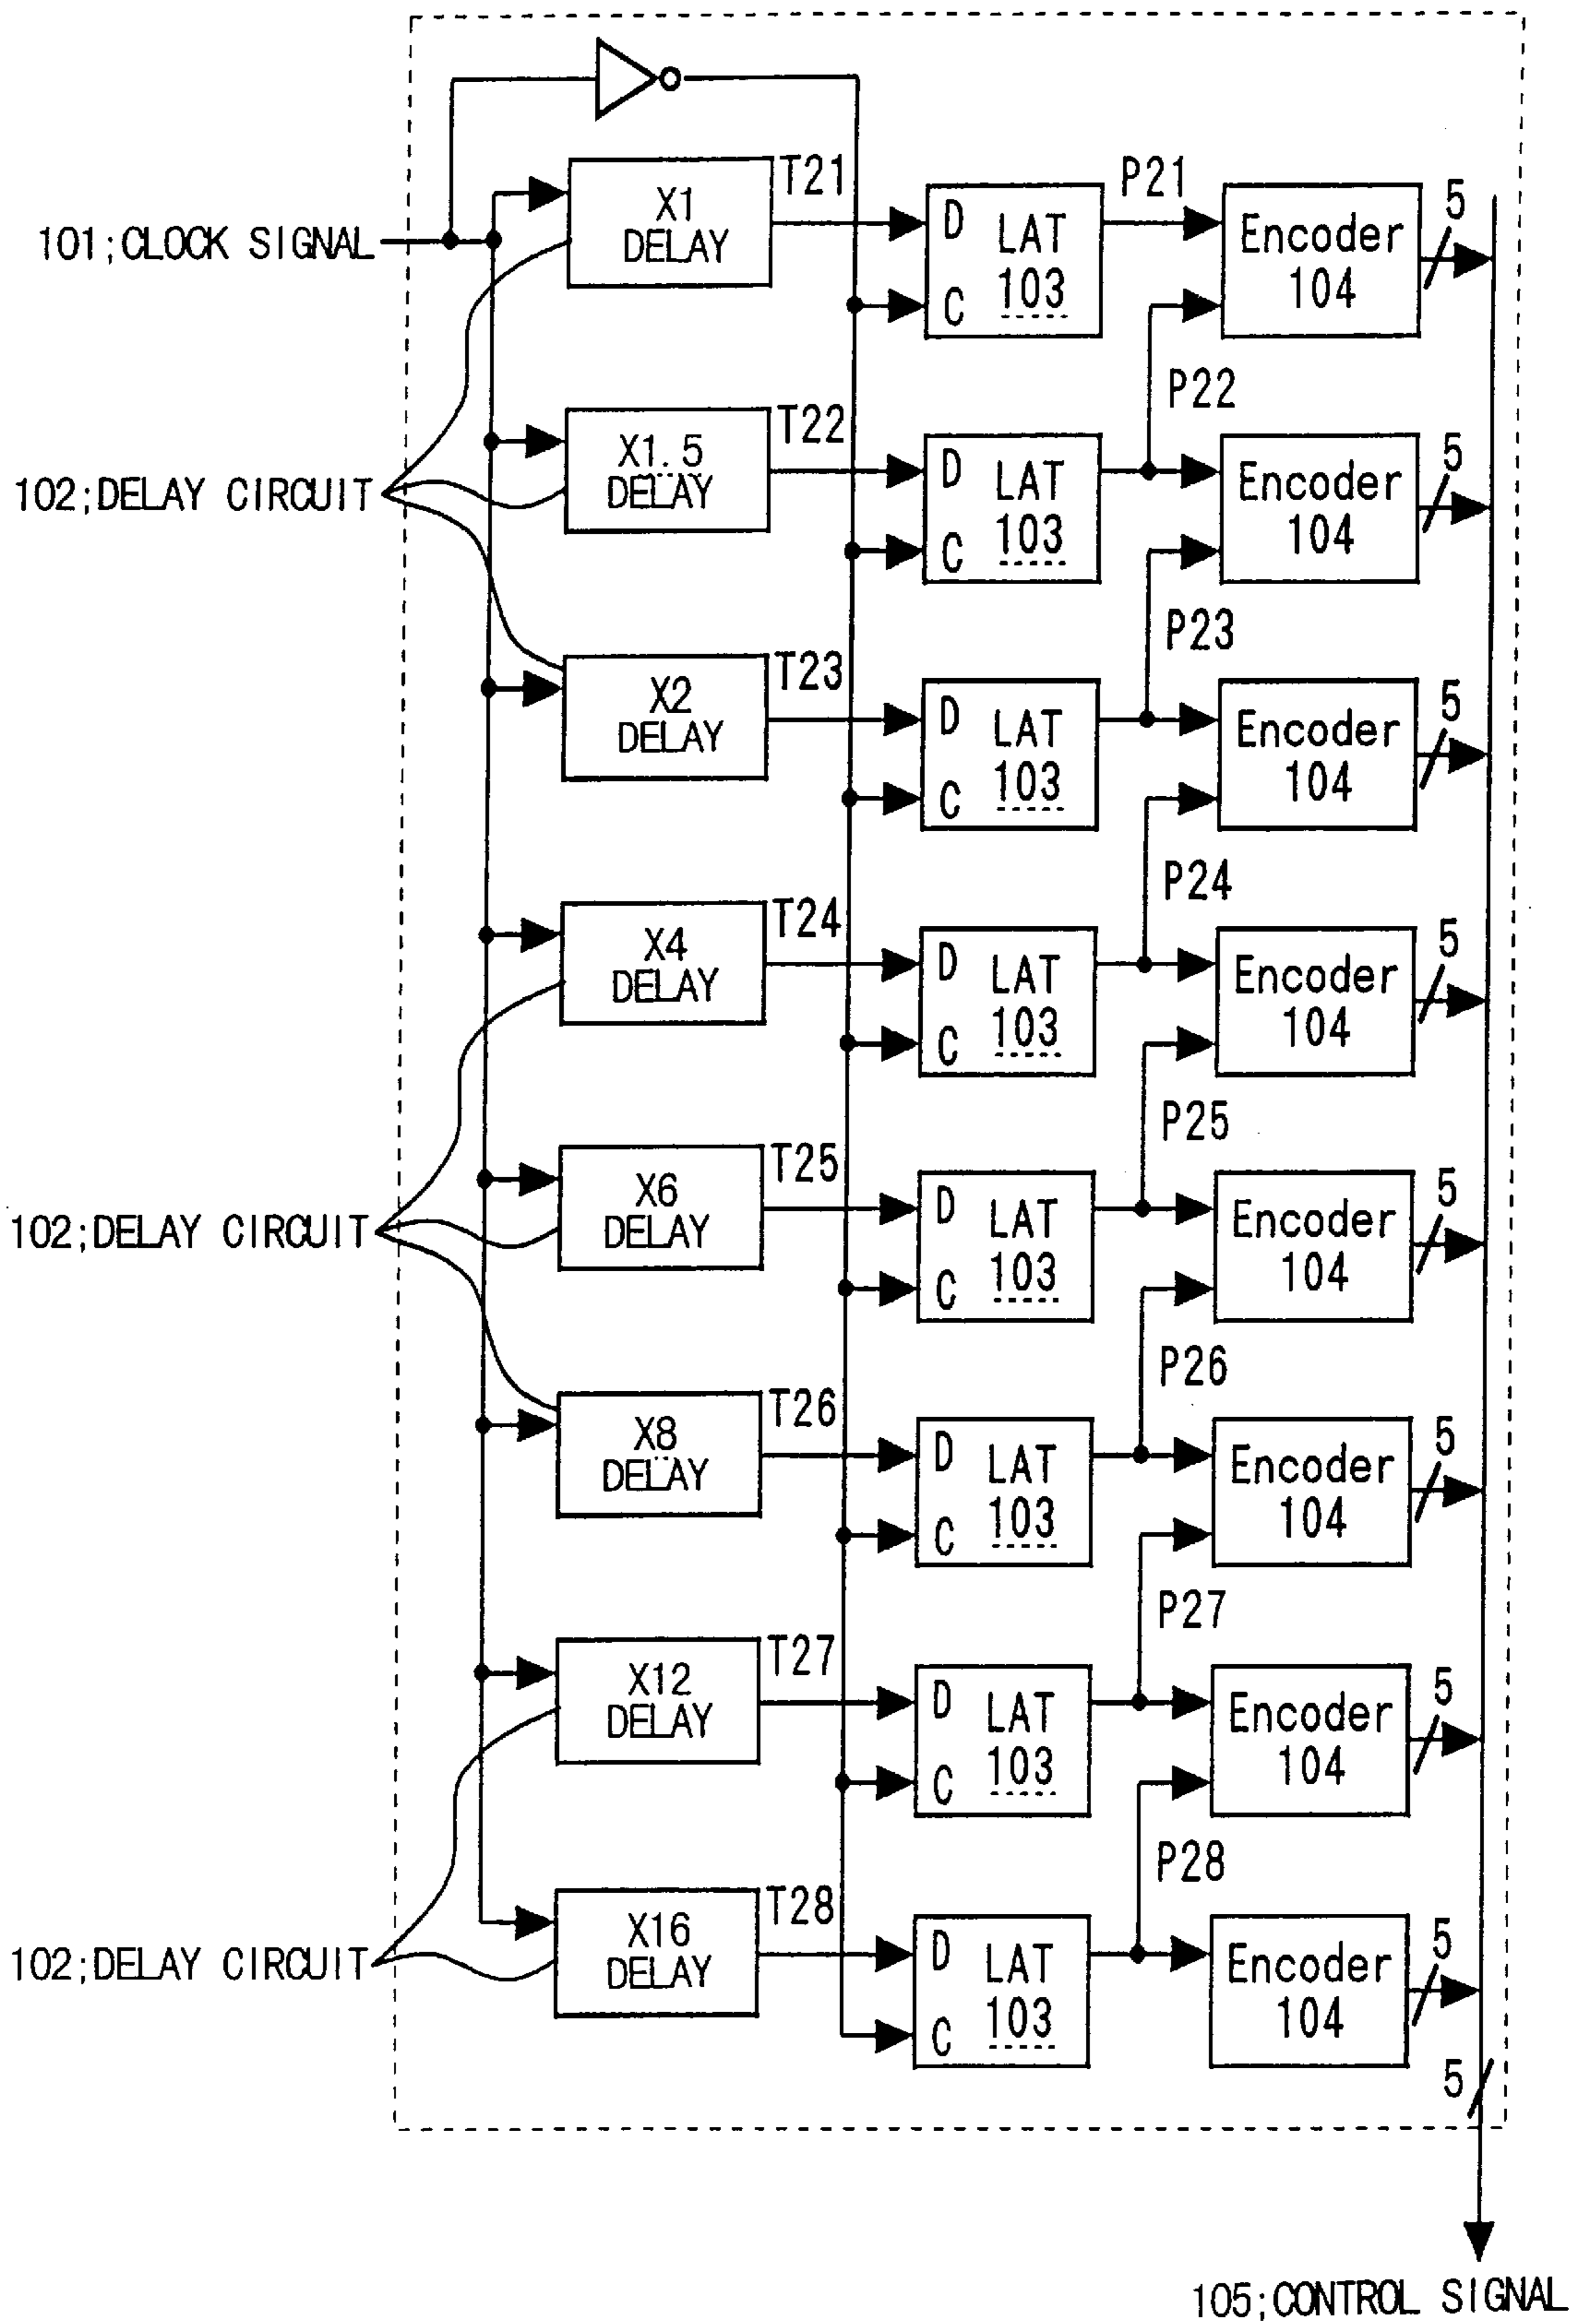 T21
P21
5
X1
DELAY
D LAT
103
C
Encoder
104
101;CLOCK SIGNAL
P22
T22
5
X1.5
DELAY
D LAT
103
C
Encoder
104
102;DELAY CIRCUIT
P23
T23
5
X2
DELAY
D LAT
103
C
Encoder
104
P24
T24
5
X4
DELAY
D LAT
103
C
Encoder
104
P25
T25
5
X6
DELAY
D LAT
103
C
Encoder
104
102;DELAY CIRCUIT
P26
T26
5
X8
DELAY
D LAT
103
C
Encoder
104
P27
T27
5
X12
DELAY
D LAT
103
C
Encoder
104
P28
T28
5
X16
DELAY
D LAT
103
C
Encoder
104
102;DELAY CIRCUIT
5
105;CONTROL SIGNAL